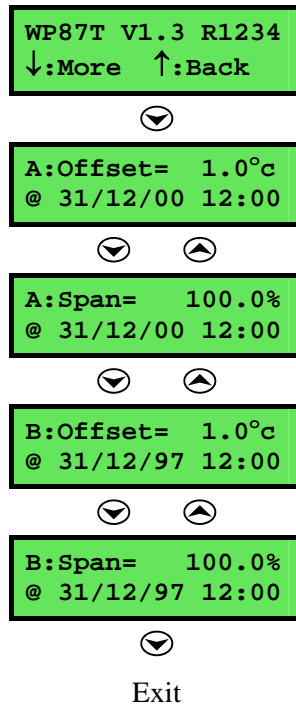 WP87T V1.3 R1234
↓:More ↑:Back
A:Offset= 1.0°c
@ 31/12/00 12:00
A:Span= 100.0%
@ 31/12/00 12:00
B:Offset= 1.0°c
@ 31/12/97 12:00
B:Span= 100.0%
@ 31/12/97 12:00
Exit